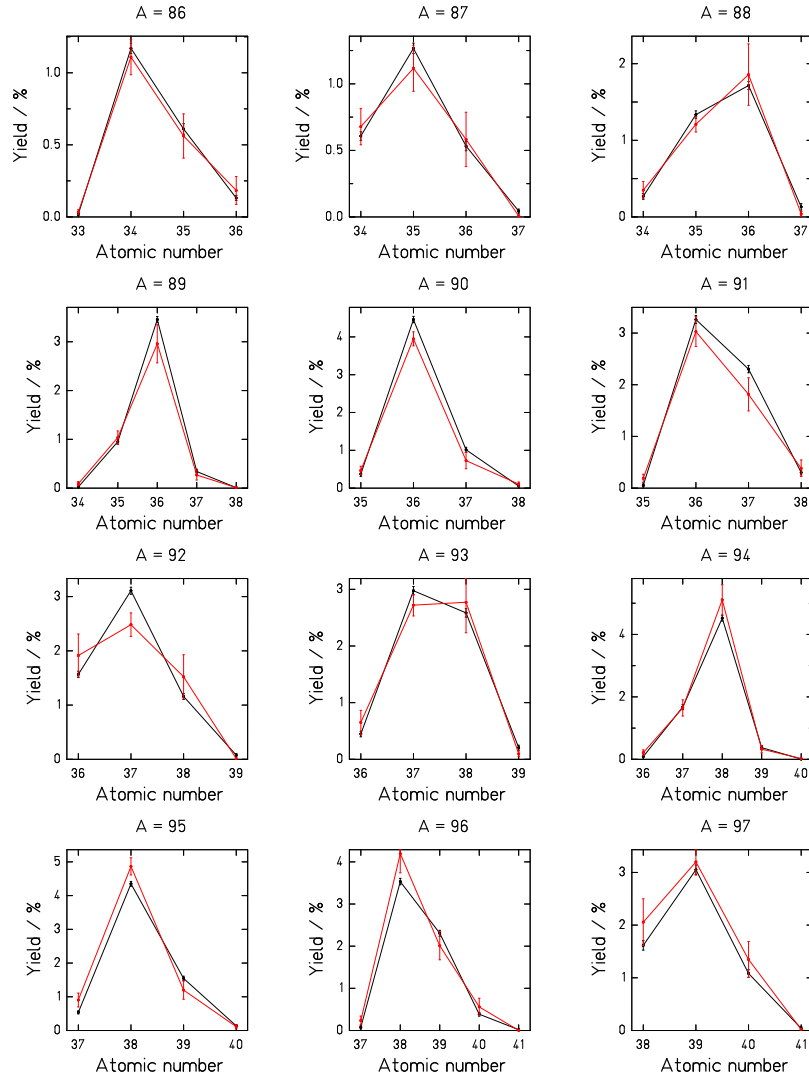 A = 86
A = 87
A = 88
Yield / %
1.0
0.5
0.0
33 34 35 36
Atomic number
Yield / %
1.0
0.5
0.0
34 35 36 37
Atomic number
Yield / %
2
1
0
34 35 36 37
Atomic number
A = 89
A = 90
A = 91
Yield / %
3
2
1
0
34 35 36 37 38
Atomic number
Yield / %
4
3
2
1
0
35 36 37 38
Atomic number
Yield / %
3
2
1
0
35 36 37 38
Atomic number
A = 92
A = 93
A = 94
Yield / %
3
2
1
0
36 37 38 39
Atomic number
Yield / %
3
2
1
0
36 37 38 39
Atomic number
Yield / %
4
2
0
36 37 38 39 40
Atomic number
A = 95
A = 96
A = 97
Yield / %
5
4
3
2
1
0
37 38 39 40
Atomic number
Yield / %
4
3
2
1
0
37 38 39 40 41
Atomic number
Yield / %
3
2
1
0
38 39 40 41
Atomic number